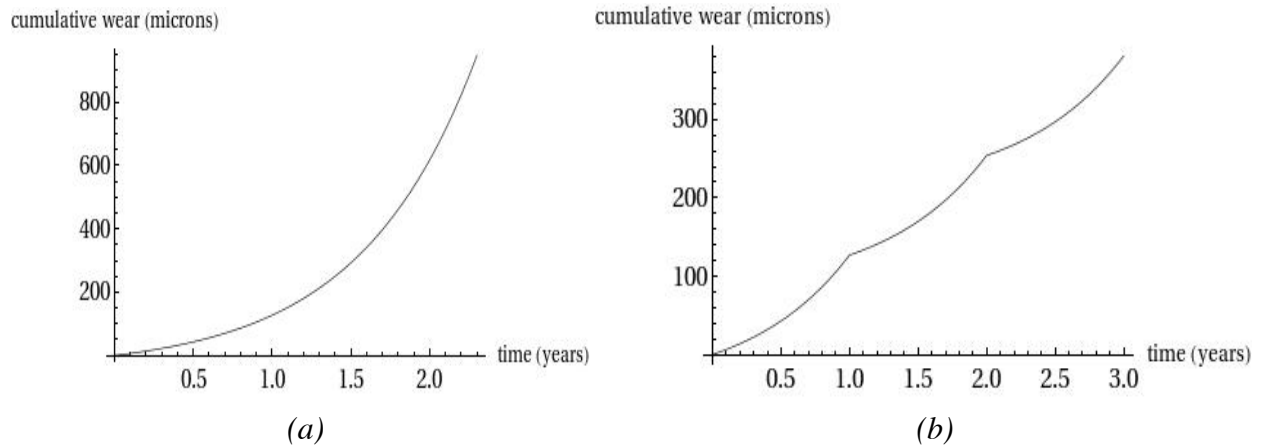 cumulative wear (microns)
800
600
400
200
0.5 1.0 1.5 2.0
time (years)
(a)
cumulative wear (microns)
300
200
100
0.5 1.0 1.5 2.0 2.5 3.0
time (years)
(b)